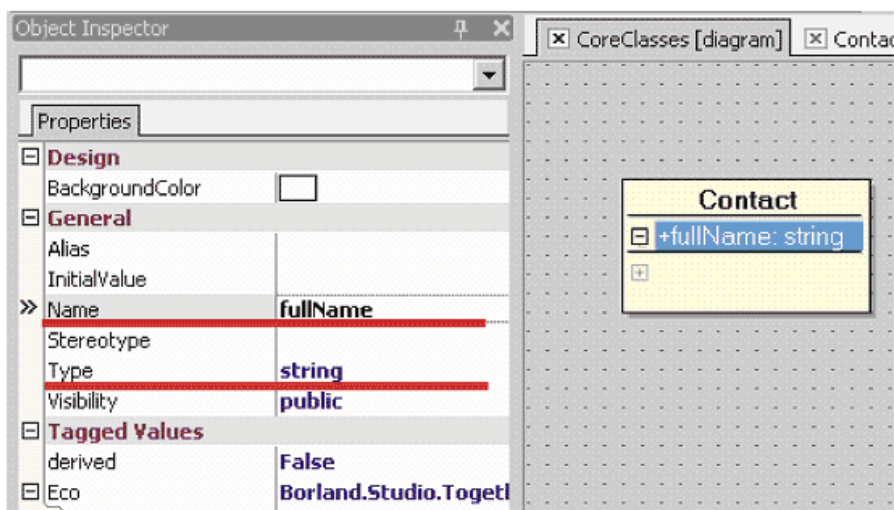 Object Inspector
Properties
Design
BackgroundColor
General
Alias
InitialValue
Name fullName
Stereotype
Type string
Visibility public
Tagged Values
derived False
Eco Borland.Studio.Togetl
CoreClasses [diagram] Contac
Contact
+fullName: string